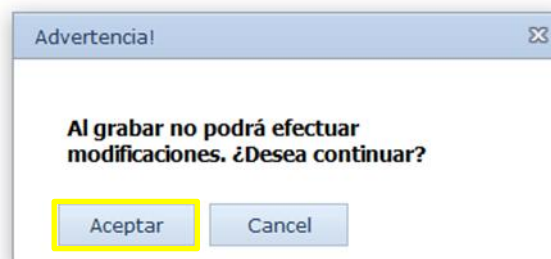 Advertencia!
Al grabar no podrá efectuar
modificaciones. ¿Desea continuar?
Aceptar
Cancel